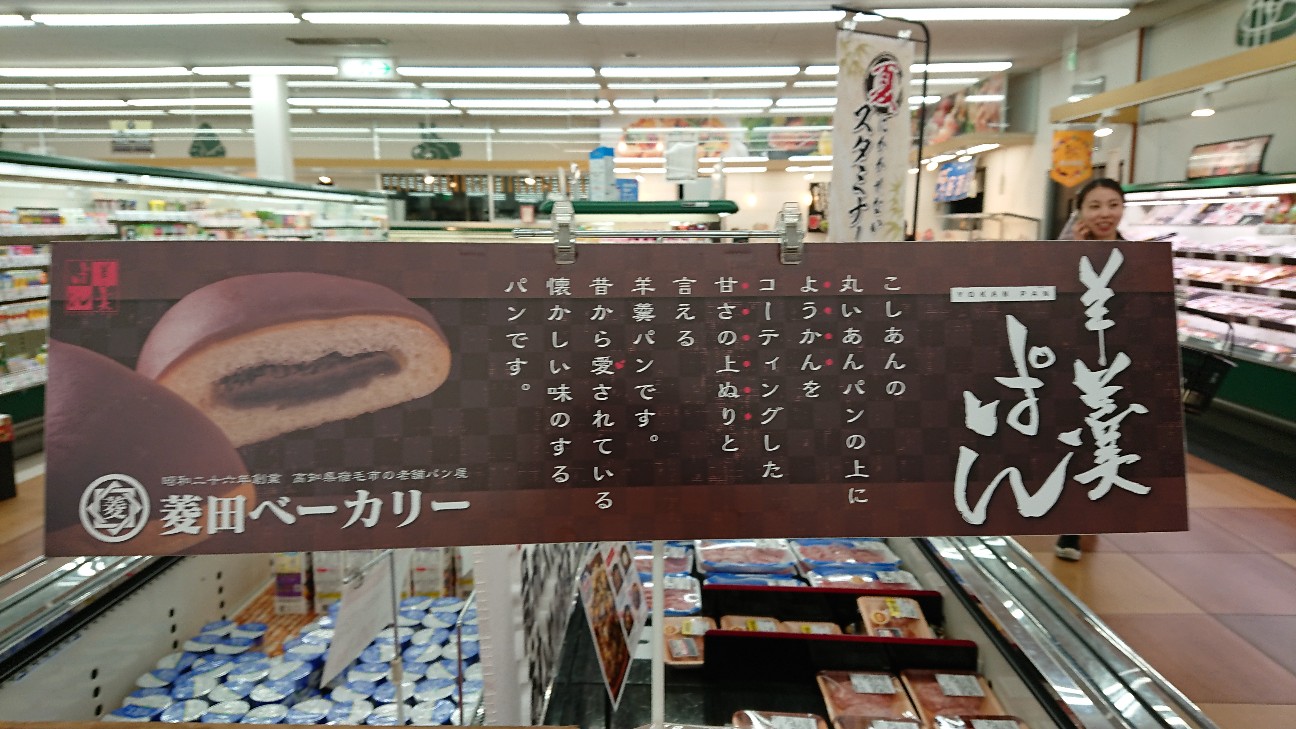 羊羹
ぱん
YOKAN PAN
こしあんの
丸いあんパンの上に
ようかんを
コーティングした
甘さの上ぬりと
言える
羊羹パンです。
昔から愛されている
懐かしい味のする
パンです。
昭和二十六年創業 高知県宿毛市の老舗パン屋
菱
菱田ベーカリー
夏
スタミナ